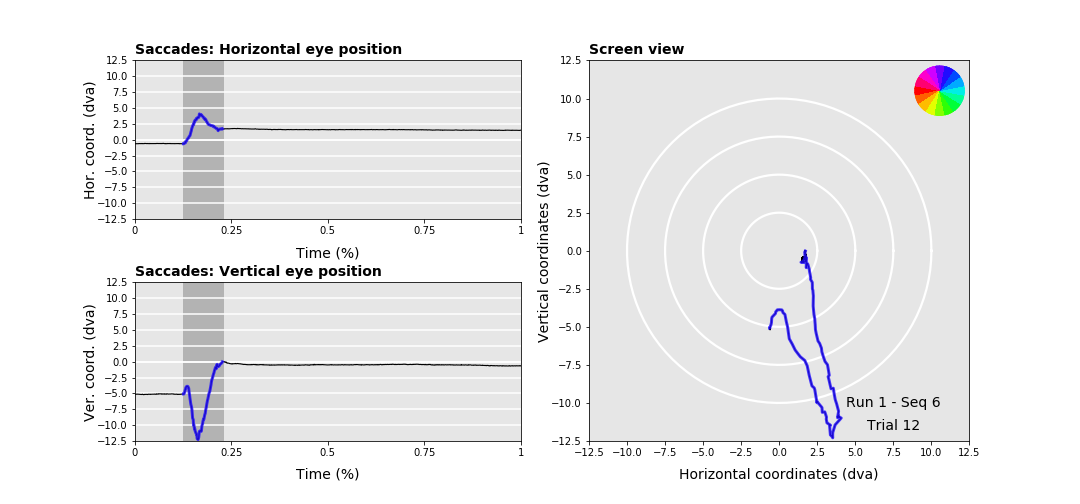 Saccades: Horizontal eye position
Hor. coord. (dva)
12.5
10.0
7.5
5.0
2.5
0.0
−2.5
−5.0
−7.5
−10.0
−12.5
0 0.25 0.5 0.75 1
Time (%)
Saccades: Vertical eye position
Ver. coord. (dva)
12.5
10.0
7.5
5.0
2.5
0.0
−2.5
−5.0
−7.5
−10.0
−12.5
0 0.25 0.5 0.75 1
Time (%)
Screen view
Vertical coordinates (dva)
12.5
10.0
7.5
5.0
2.5
0.0
−2.5
−5.0
−7.5
−10.0
−12.5
Run 1 - Seq 6
Trial 12
−12.5 −10.0 −7.5 −5.0 −2.5 0.0 2.5 5.0 7.5 10.0 12.5
Horizontal coordinates (dva)